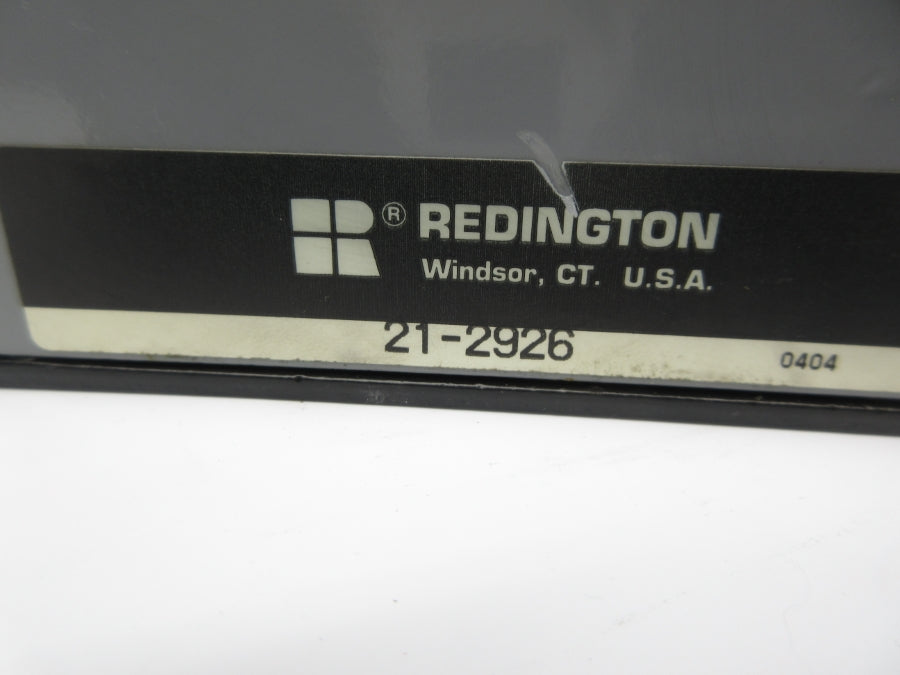 R® REDINGTON
Windsor, CT. U.S.A.
21-2926
0404